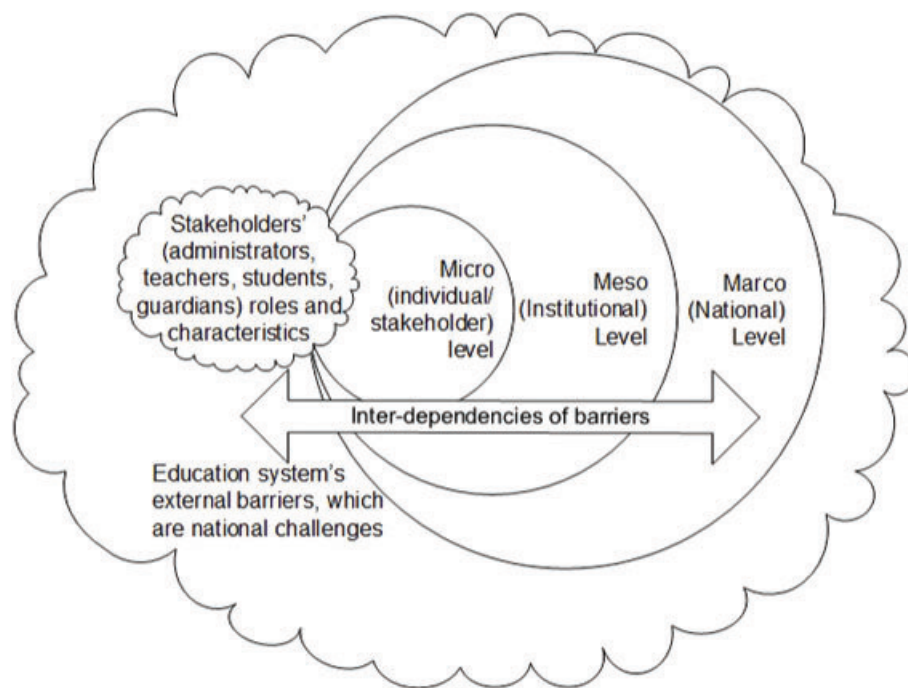 Stakeholders'
(administrators,
teachers, students,
guardians) roles and
characteristics
Micro
(individual/
stakeholder)
level
Meso
(Institutional)
Level
Marco
(National)
Level
Inter-dependencies of barriers
Education system's
external barriers, which
are national challenges